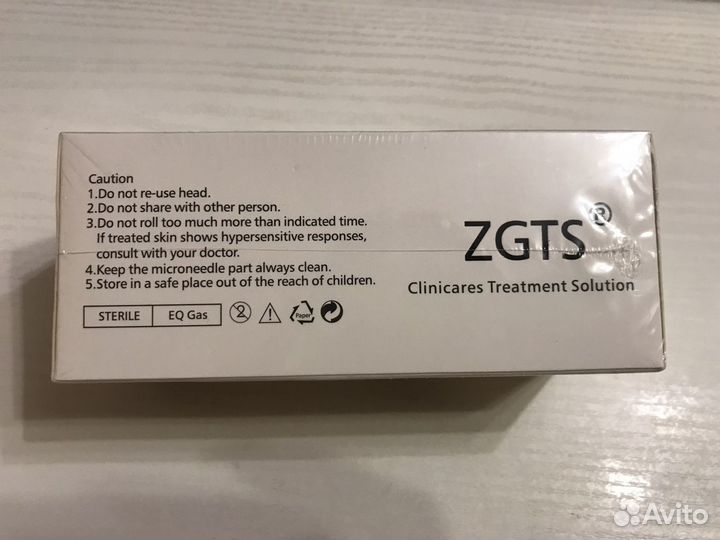 Caution
1.Do not re-use head.
2.Do not share with other person.
3.Do not roll too much more than indicated time.
If treated skin shows hypersensitive responses,
consult with your doctor.
4.Keep the microneedle part always clean.
5.Store in a safe place out of the reach of children.
STERILE EQ Gas 2 Paper
ZGTS®
Clinicares Treatment Solution
Avito